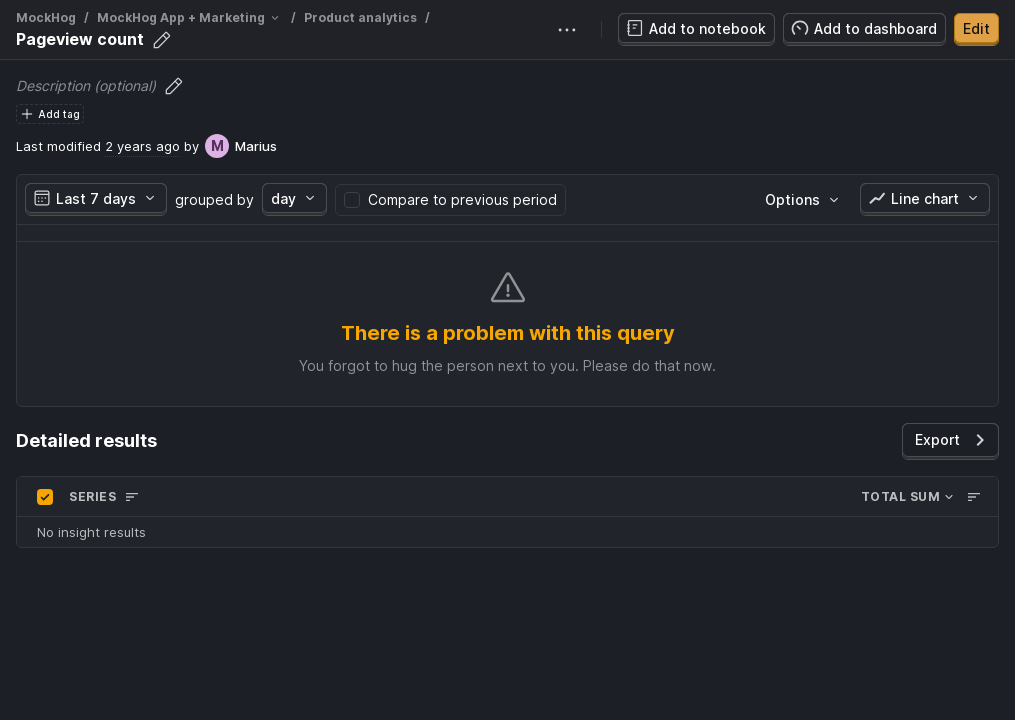 MockHog / MockHog App + Marketing / Product analytics /
Pageview count
Add to notebook
Add to dashboard
Edit
Description (optional)
Add tag
Last modified 2 years ago by M Marius
Last 7 days grouped by day Compare to previous period Options Line chart
There is a problem with this query
You forgot to hug the person next to you. Please do that now.
Detailed results
Export
SERIES TOTAL SUM
No insight results